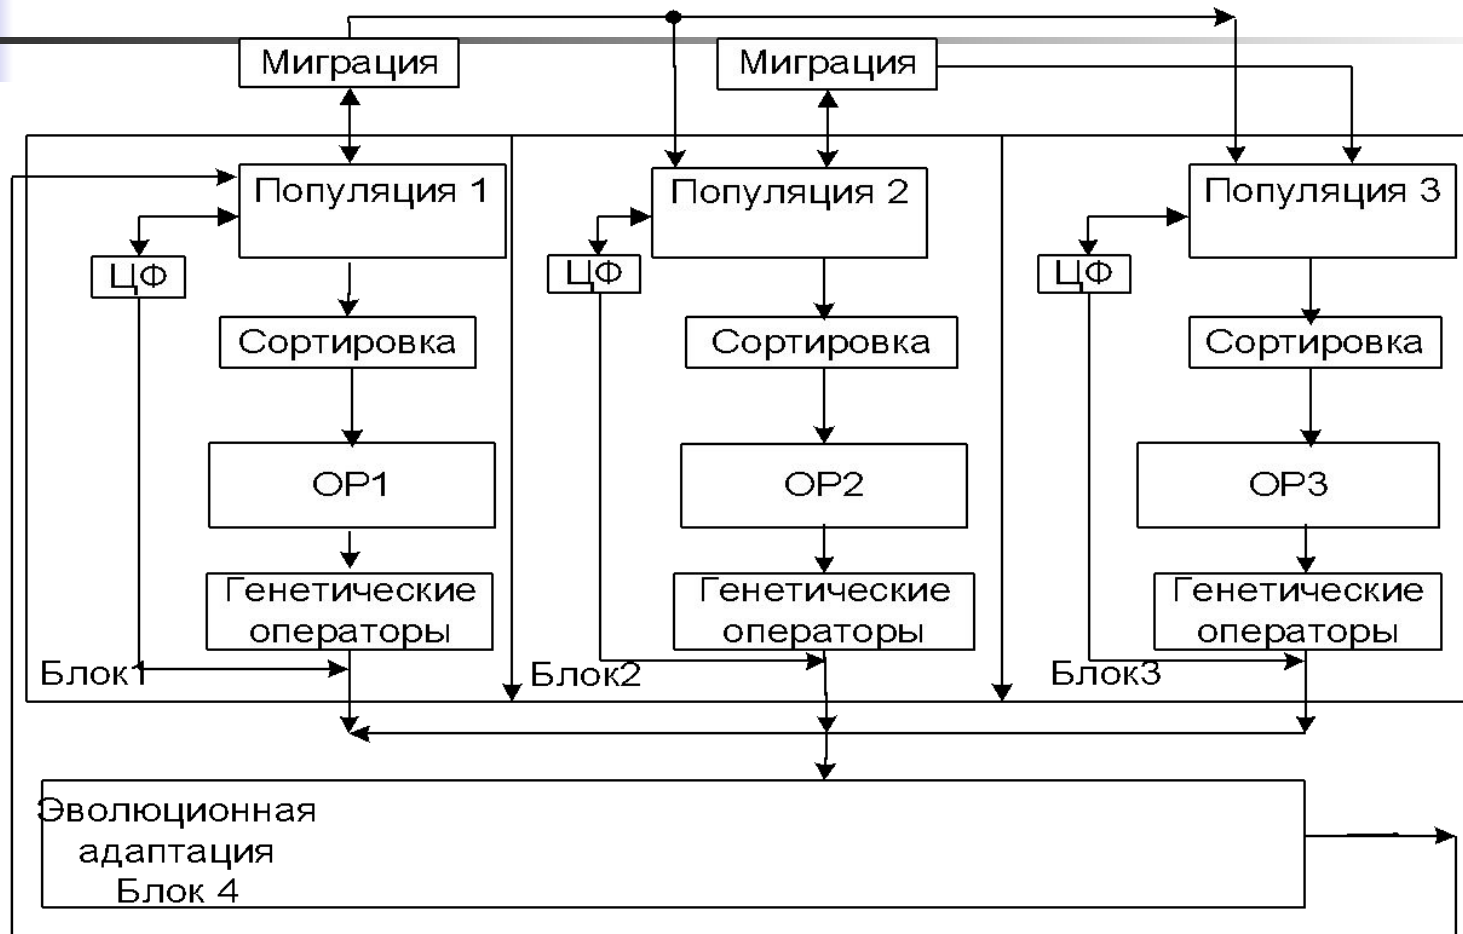 Миграция
Миграция
Популяция 1
Популяция 2
Популяция 3
ЦФ
ЦФ
ЦФ
Сортировка
Сортировка
Сортировка
ОР1
ОР2
ОР3
Генетические
операторы
Генетические
операторы
Генетические
операторы
Блок1
Блок2
Блок3
Эволюционная
адаптация
Блок 4